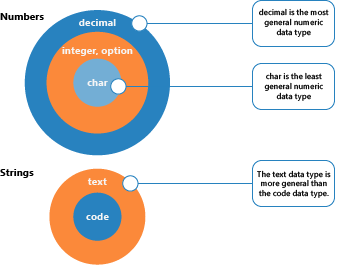 Numbers
decimal
integer, option
char
decimal is the most
general numeric
data type
char is the least
general numeric
data type
Strings
text
code
The text data type is
more general than
the code data type.